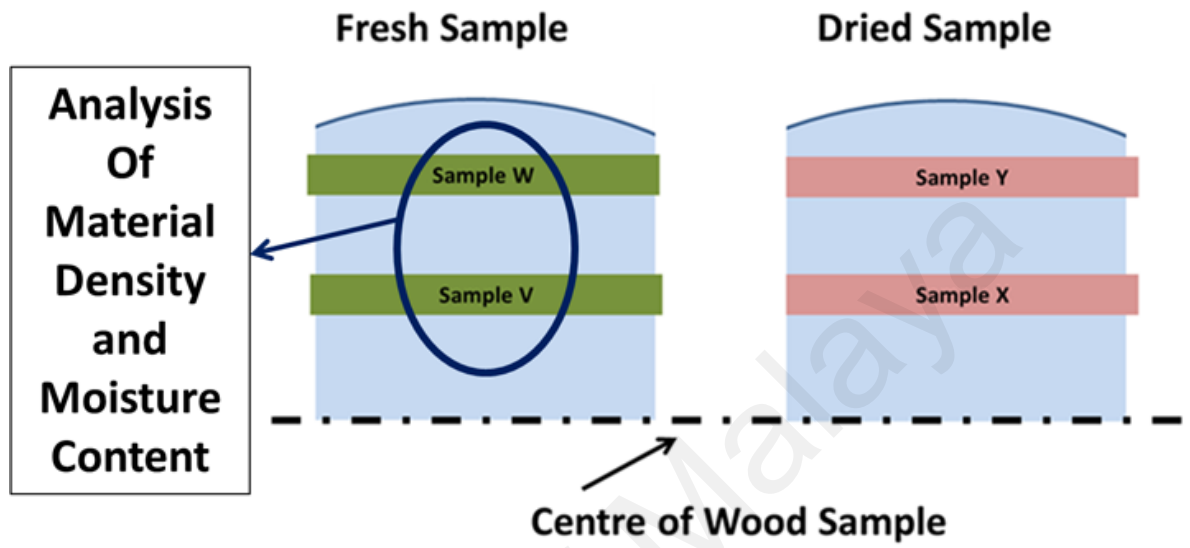 Fresh Sample
Dried Sample
Analysis
Of
Material
Density
and
Moisture
Content
Sample W
Sample V
Sample Y
Sample X
Centre of Wood Sample
Malaya